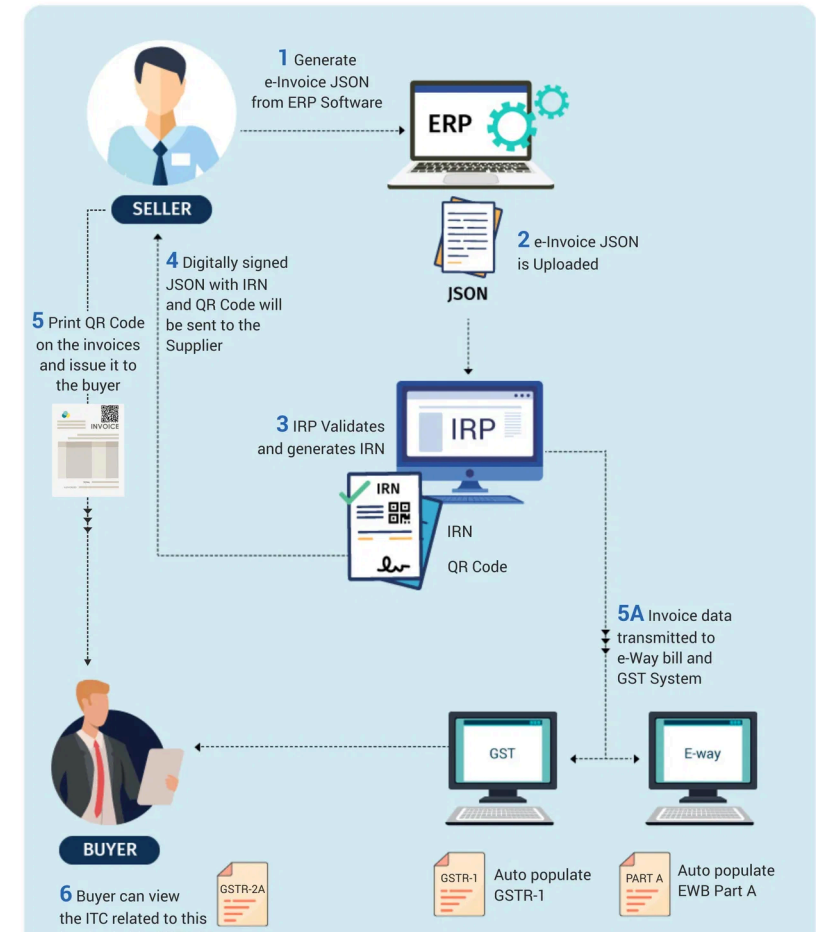 1 Generate
e-Invoice JSON
from ERP Software
ERP
SELLER
2 e-Invoice JSON
is Uploaded
JSON
4 Digitally signed
JSON with IRN
and QR Code will
be sent to the
Supplier
5 Print QR Code
on the invoices
and issue it to
the buyer
INVOICE
3 IRP Validates
and generates IRN
IRP
IRN
IRN
QR Code
5A Invoice data
transmitted to
e-Way bill and
GST System
GST
E-way
BUYER
6 Buyer can view
the ITC related to this
GSTR-2A
GSTR-1
Auto populate
GSTR-1
PART A
Auto populate
EWB Part A